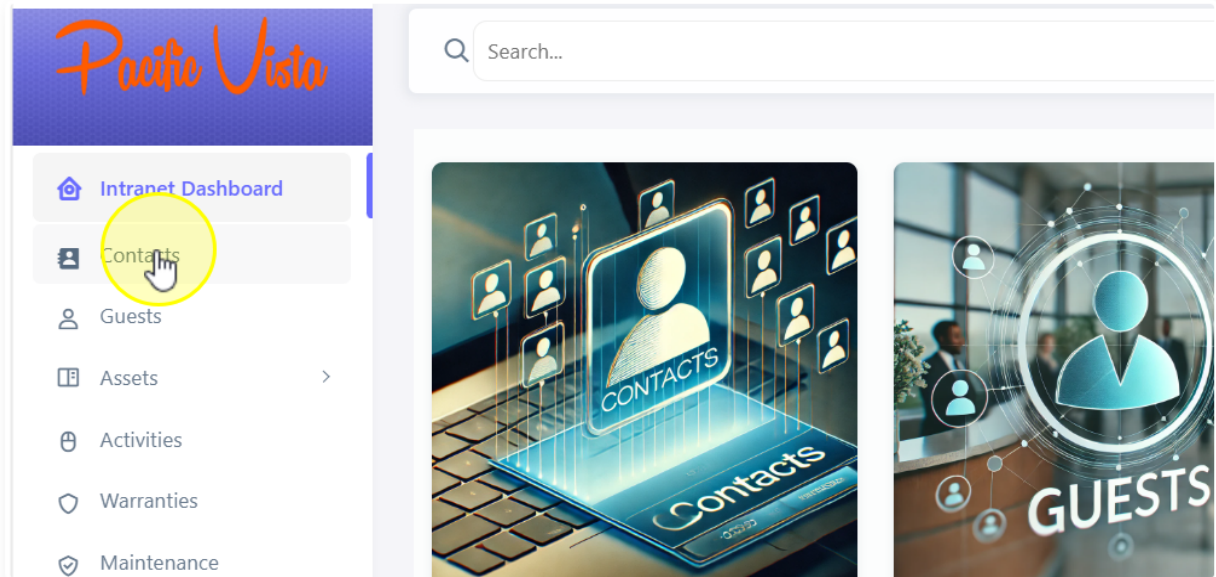 Pacific Vista
Search...
Intranet Dashboard
Contacts
Guests
Assets
Activities
Warranties
Maintenance
CONTACTS
Contacts
GUESTS